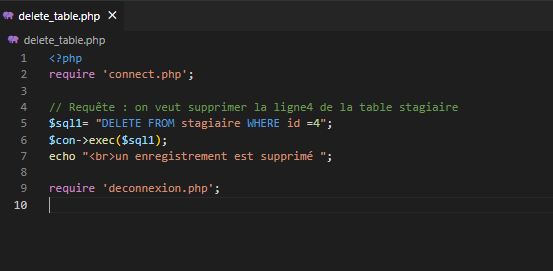 delete_table.php ×
delete_table.php
1 <?php
2 require 'connect.php';
3
4 // Requête : on veut supprimer la ligne4 de la table stagiaire
5 $sql1= "DELETE FROM stagiaire WHERE id =4";
6 $con->exec($sql1);
7 echo "<br>un enregistrement est supprimé ";
8
9 require 'deconnexion.php';
10